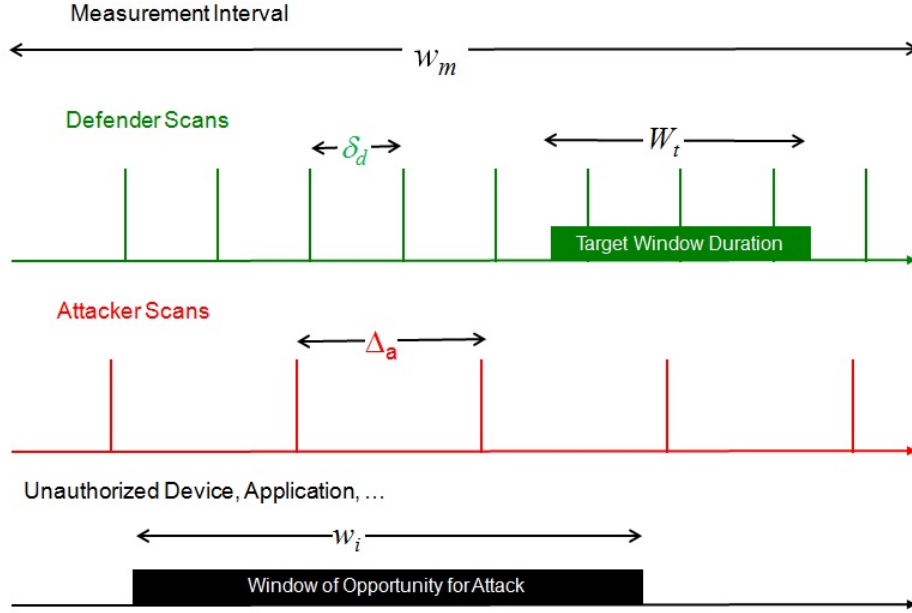 Measurement Interval
w_m
Defender Scans
δ_d
W_t
Target Window Duration
Attacker Scans
Δ_a
Unauthorized Device, Application, …
w_i
Window of Opportunity for Attack